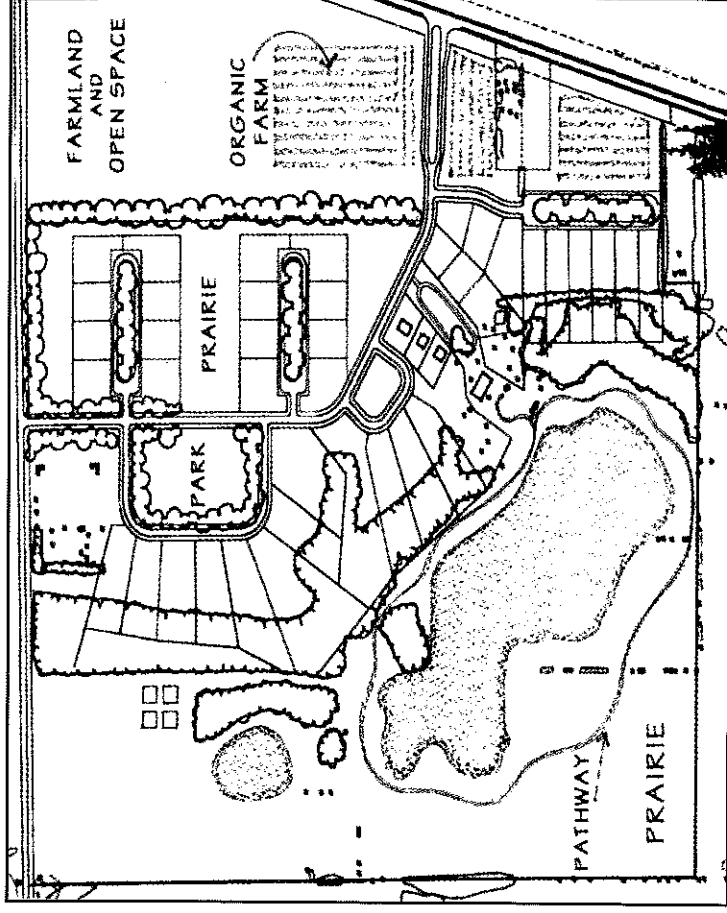 FARMLAND
AND
OPEN SPACE
ORGANIC
FARM
PRAIRIE
PARK
PATHWAY
PRAIRIE